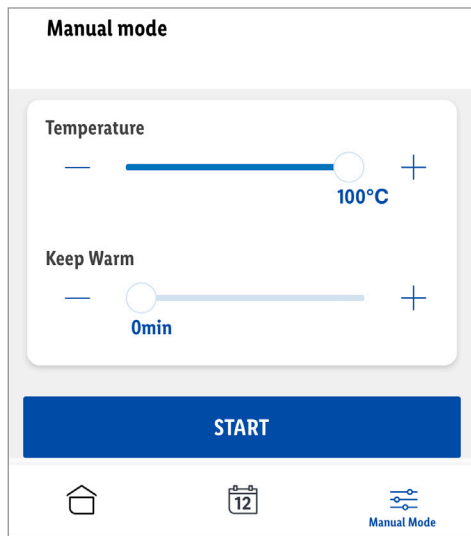 Manual mode
Temperature
100°C
Keep Warm
0min
START
12
Manual Mode